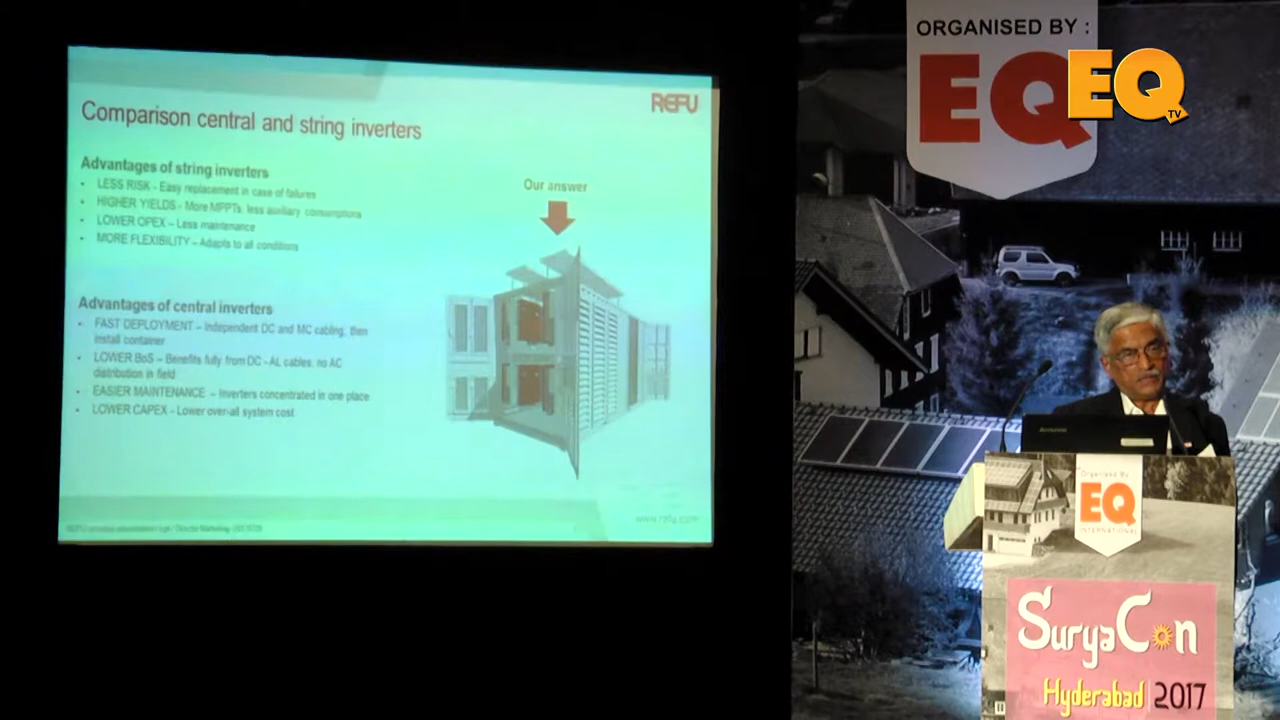 Comparison central and string inverters
REFU
Advantages of string inverters
• LESS RISK - Easy replacement in case of failures
• HIGHER YIELDS - More MPPTs, less auxiliary consumptions
• LOWER OPEX – Less maintenance
• MORE FLEXIBILITY – Adapts to all conditions
Advantages of central inverters
• FAST DEPLOYMENT – Independent DC and MC cabling, then
install container
• LOWER BoS – Benefits fully from DC - AL cables, no AC
distribution in field
• EASIER MAINTENANCE – Inverters concentrated in one place
• LOWER CAPEX - Lower over-all system cost
Our answer
www.refu.com
ORGANISED BY :
EQ
EQ
TV
Organised By
EQ
INTERNATIONAL
SuryaCon
Hyderabad 2017